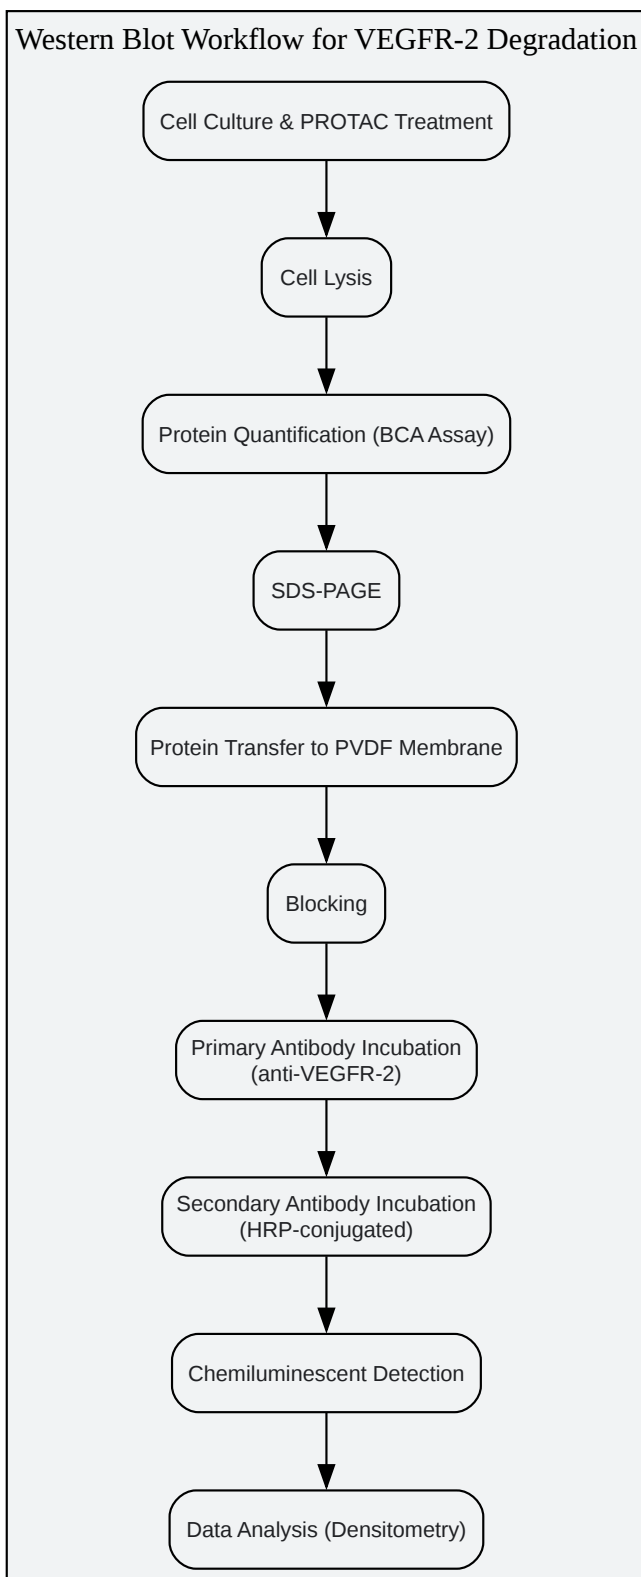 Western Blot Workflow for VEGFR-2 Degradation
Cell Culture & PROTAC Treatment
Cell Lysis
Protein Quantification (BCA Assay)
SDS-PAGE
Protein Transfer to PVDF Membrane
Blocking
Primary Antibody Incubation
(anti-VEGFR-2)
Secondary Antibody Incubation
(HRP-conjugated)
Chemiluminescent Detection
Data Analysis (Densitometry)